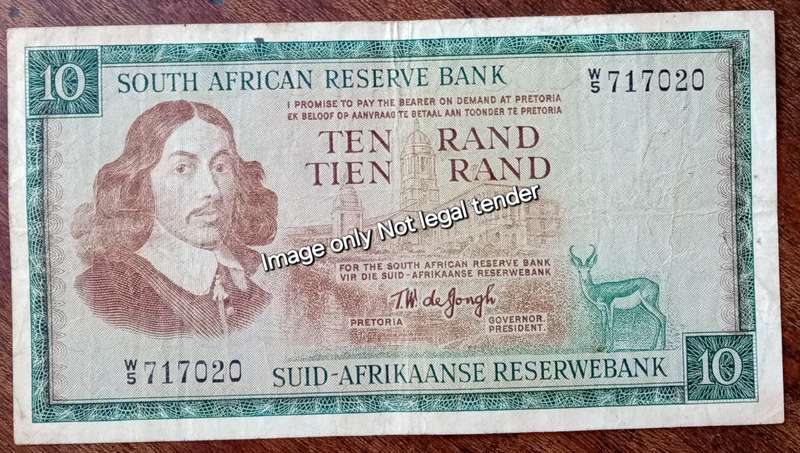 10
SOUTH AFRICAN RESERVE BANK
W/5 717020
I PROMISE TO PAY THE BEARER ON DEMAND AT PRETORIA
EK BELOOF OP AANVRAAG TE BETAAL AAN TOONDER TE PRETORIA
TEN RAND
TIEN RAND
Image only Not legal tender
FOR THE SOUTH AFRICAN RESERVE BANK
VIR DIE SUID-AFRIKAANSE RESERWEBANK
T.W. de Jongh
PRETORIA
GOVERNOR.
PRESIDENT.
W/5 717020
SUID-AFRIKAANSE RESERWEBANK
10